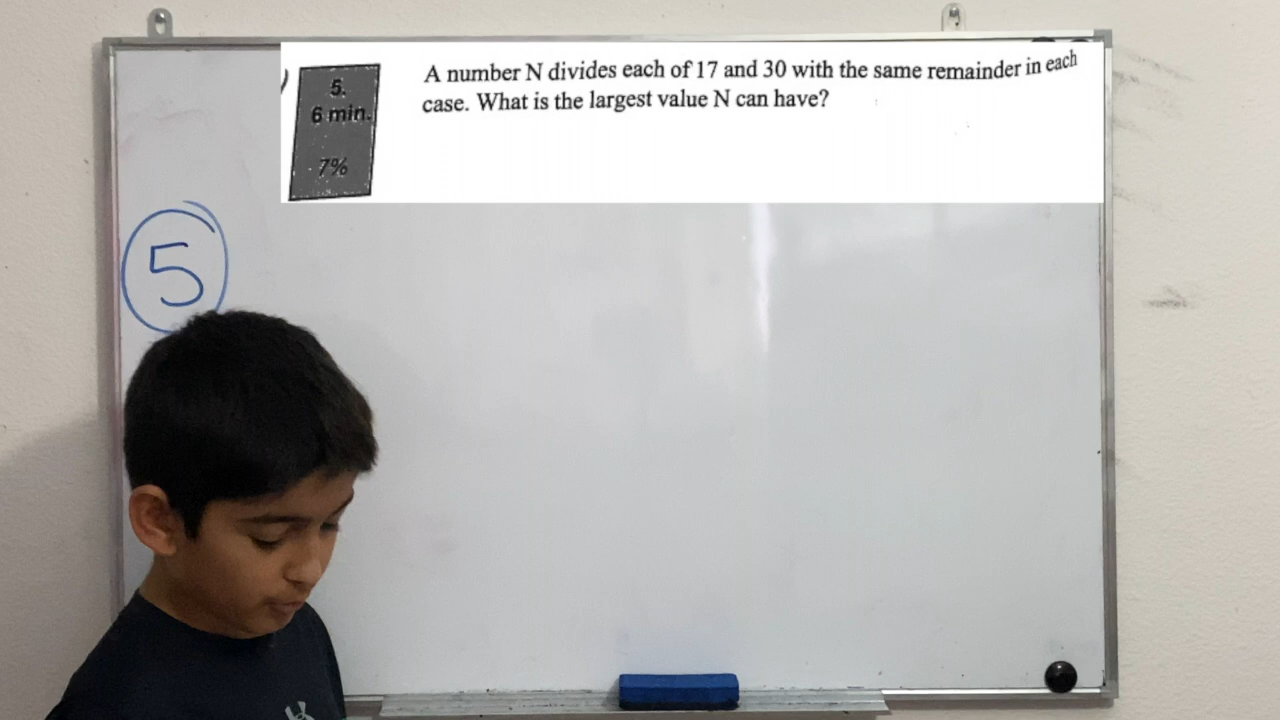 5.
6 min.
7%
A number N divides each of 17 and 30 with the same remainder in each
case. What is the largest value N can have?
5